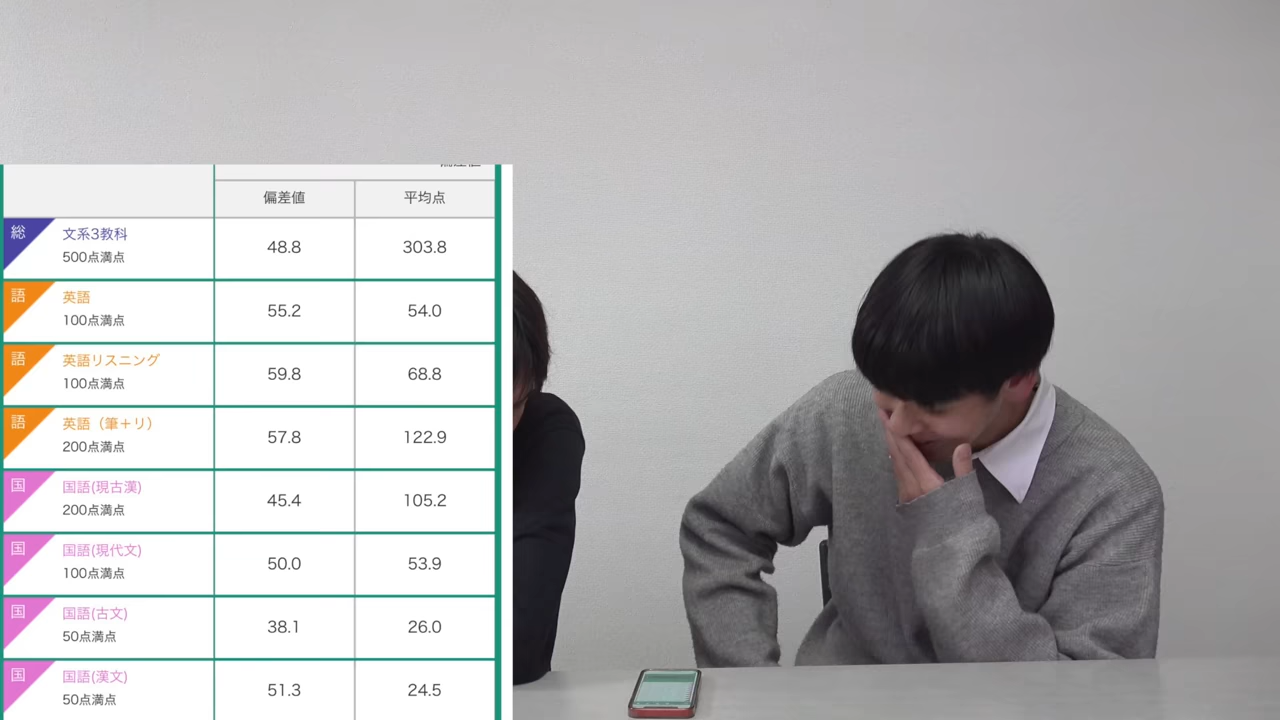 偏差値 平均点
総 文系3教科 48.8 303.8
500点満点
語 英語 55.2 54.0
100点満点
語 英語リスニング 59.8 68.8
100点満点
語 英語（筆＋リ） 57.8 122.9
200点満点
国 国語(現古漢) 45.4 105.2
200点満点
国 国語(現代文) 50.0 53.9
100点満点
国 国語(古文) 38.1 26.0
50点満点
国 国語(漢文) 51.3 24.5
50点満点